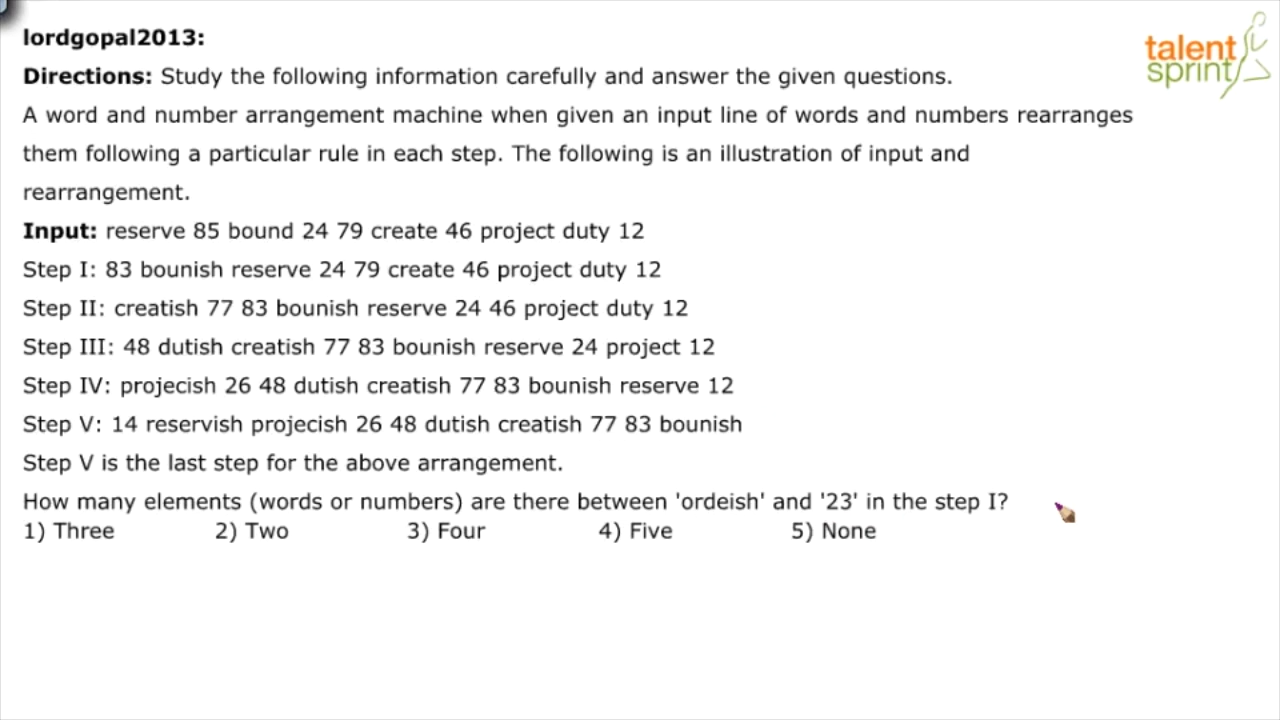 talent
sprint
lordgopal2013:
Directions: Study the following information carefully and answer the given questions.
A word and number arrangement machine when given an input line of words and numbers rearranges
them following a particular rule in each step. The following is an illustration of input and
rearrangement.
Input: reserve 85 bound 24 79 create 46 project duty 12
Step I: 83 bounish reserve 24 79 create 46 project duty 12
Step II: creatish 77 83 bounish reserve 24 46 project duty 12
Step III: 48 dutish creatish 77 83 bounish reserve 24 project 12
Step IV: projecish 26 48 dutish creatish 77 83 bounish reserve 12
Step V: 14 reservish projecish 26 48 dutish creatish 77 83 bounish
Step V is the last step for the above arrangement.
How many elements (words or numbers) are there between 'ordeish' and '23' in the step I?
1) Three 2) Two 3) Four 4) Five 5) None